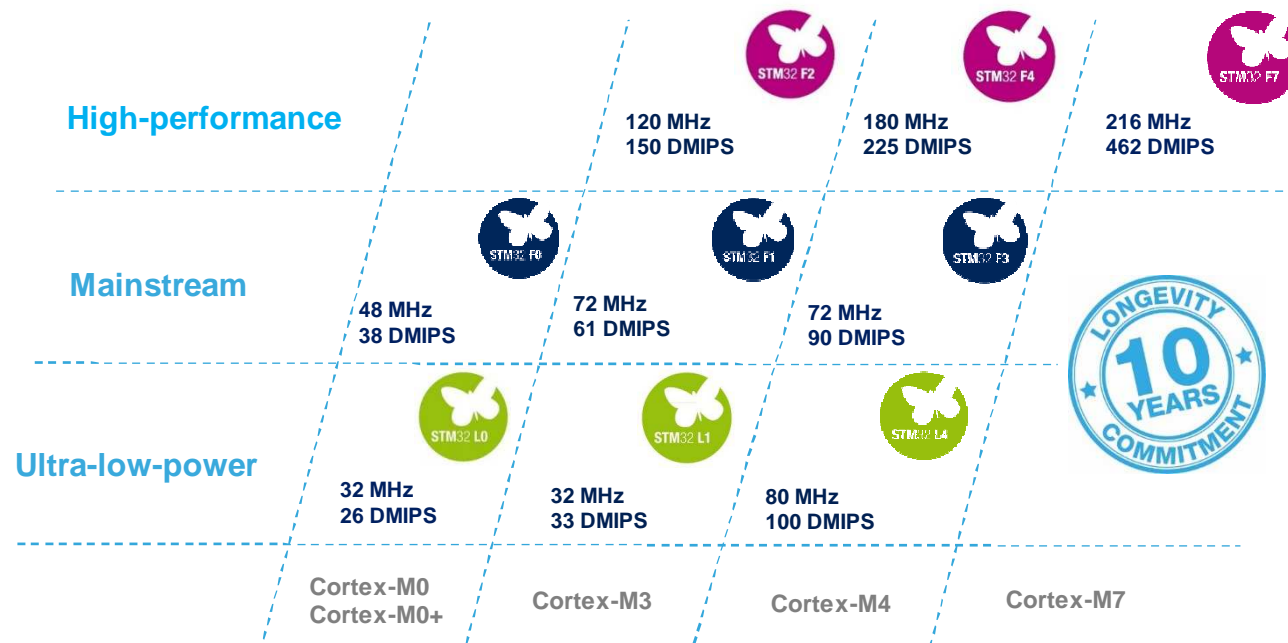 STM32 F2
STM32 F4
STM32 F7
High-performance
120 MHz
150 DMIPS
180 MHz
225 DMIPS
216 MHz
462 DMIPS
STM32 F0
STM32 F1
STM32 F3
Mainstream
48 MHz
38 DMIPS
72 MHz
61 DMIPS
72 MHz
90 DMIPS
LONGEVITY
10
YEARS
COMMITMENT
STM32 L0
STM32 L1
STM32 L4
Ultra-low-power
32 MHz
26 DMIPS
32 MHz
33 DMIPS
80 MHz
100 DMIPS
Cortex-M0
Cortex-M0+
Cortex-M3
Cortex-M4
Cortex-M7